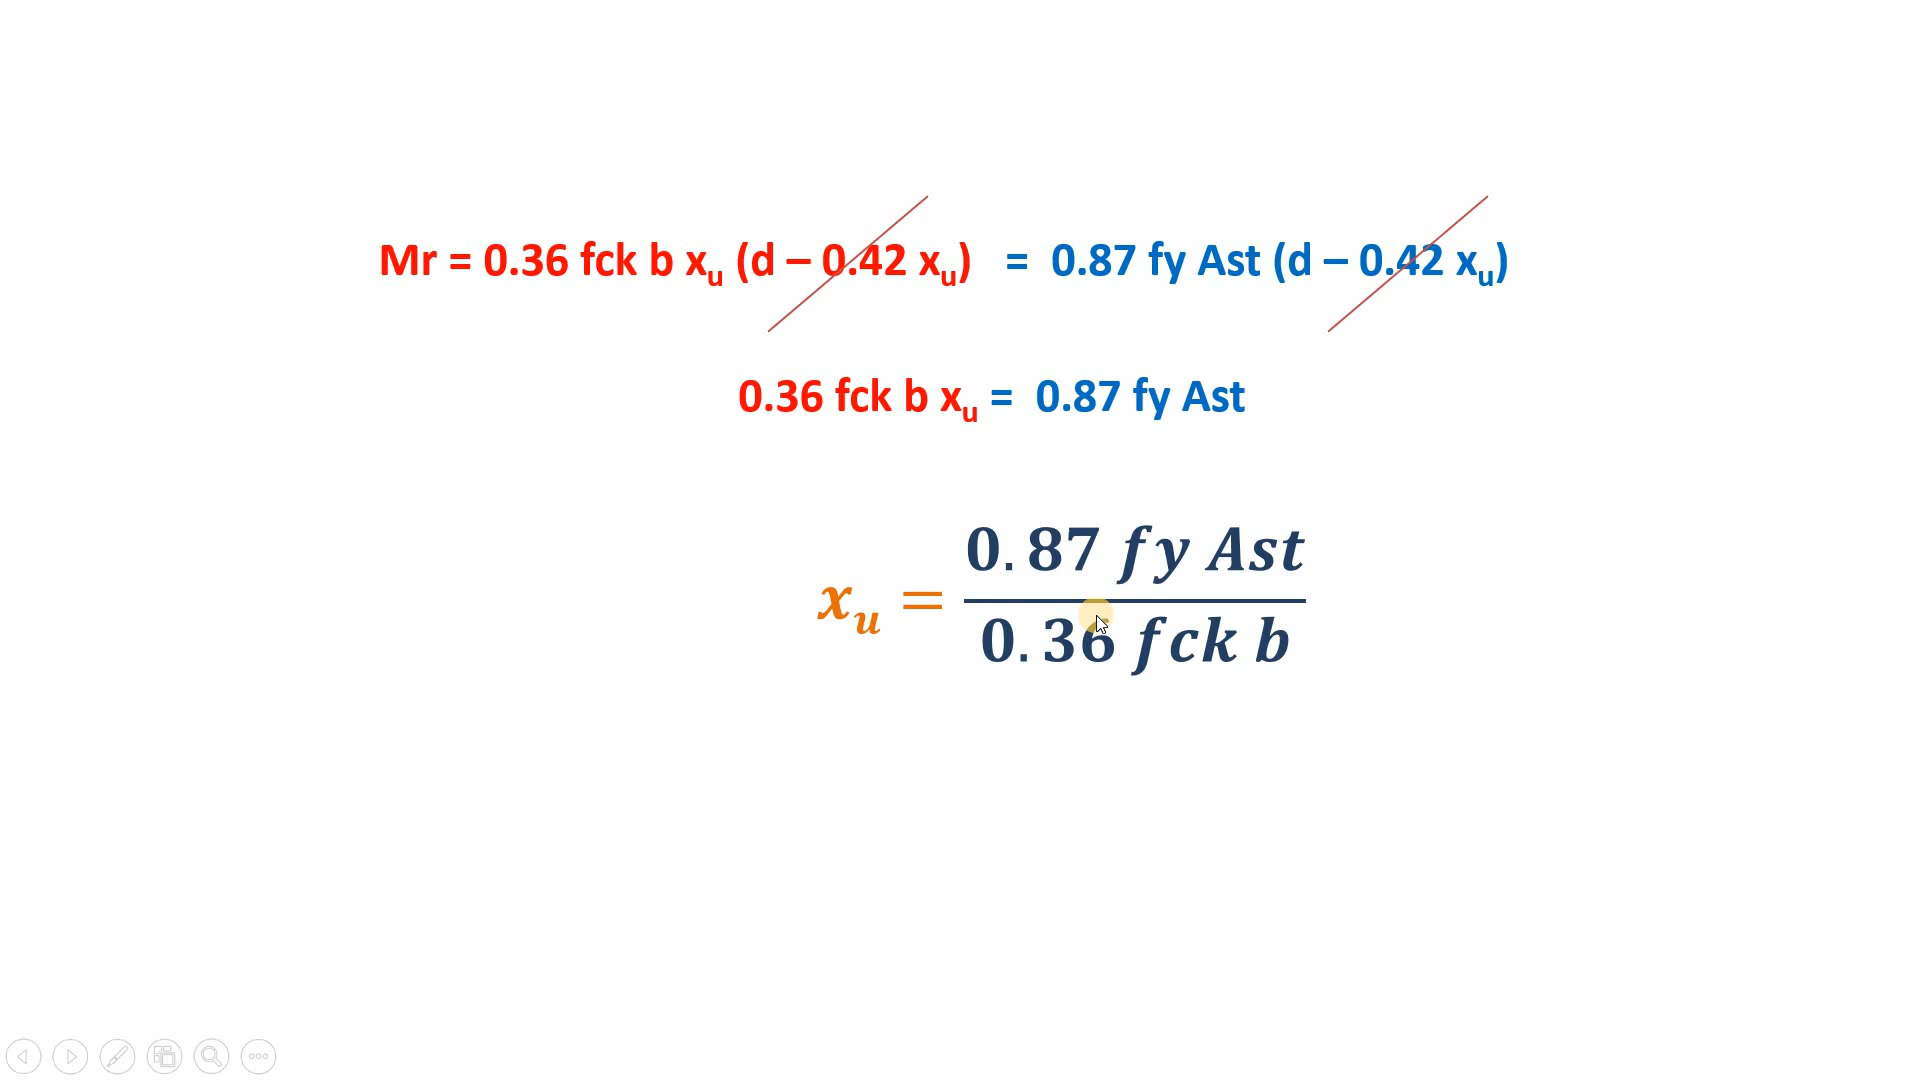 Mr = 0.36 fck b xu (d – 0.42 xu) = 0.87 fy Ast (d – 0.42 xu)
0.36 fck b xu = 0.87 fy Ast
xu = 0.87 fy Ast / 0.36 fck b